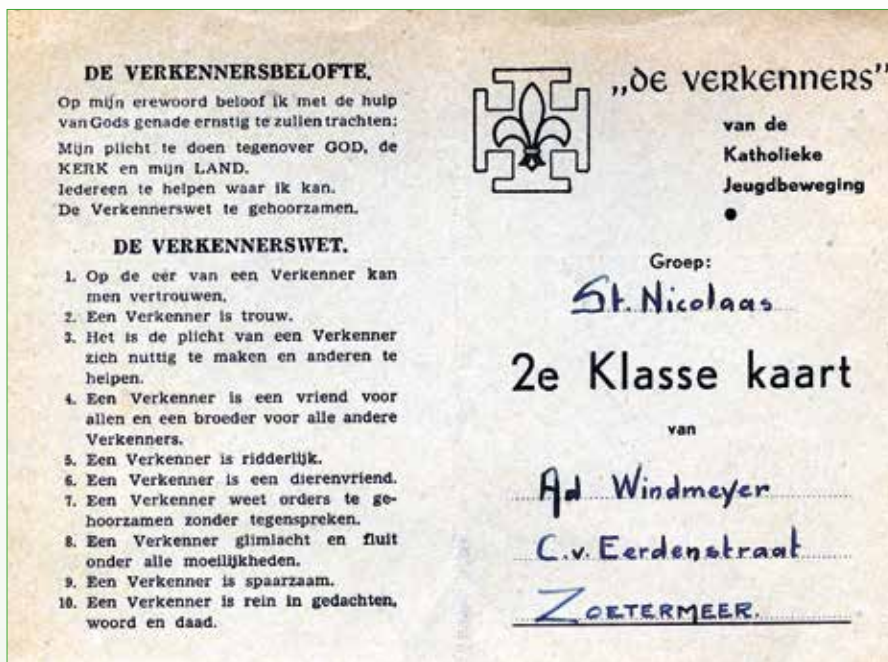 DE VERKENNERSBELOFTE.
Op mijn erewoord beloof ik met de hulp
van Gods genade ernstig te zullen trachten:
Mijn plicht te doen tegenover GOD, de
KERK en mijn LAND.
Iedereen te helpen waar ik kan.
De Verkennerswet te gehoorzamen.
DE VERKENNERSWET.
1. Op de eer van een Verkenner kan
men vertrouwen.
2. Een Verkenner is trouw.
3. Het is de plicht van een Verkenner
zich nuttig te maken en anderen te
helpen.
4. Een Verkenner is een vriend voor
allen en een broeder voor alle andere
Verkenners.
5. Een Verkenner is ridderlijk.
6. Een Verkenner is een dierenvriend.
7. Een Verkenner weet orders te ge-
hoorzamen zonder tegenspreken.
8. Een Verkenner glimlacht en fluit
onder alle moeilijkheden.
9. Een Verkenner is spaarzaam.
10. Een Verkenner is rein in gedachten,
woord en daad.
„DE VERKENNERS”
van de
Katholieke
Jeugdbeweging
Groep:
St. Nicolaas
2e Klasse kaart
van
Ad Windmeyer
C.v. Eerdenstraat
ZOETERMEER.